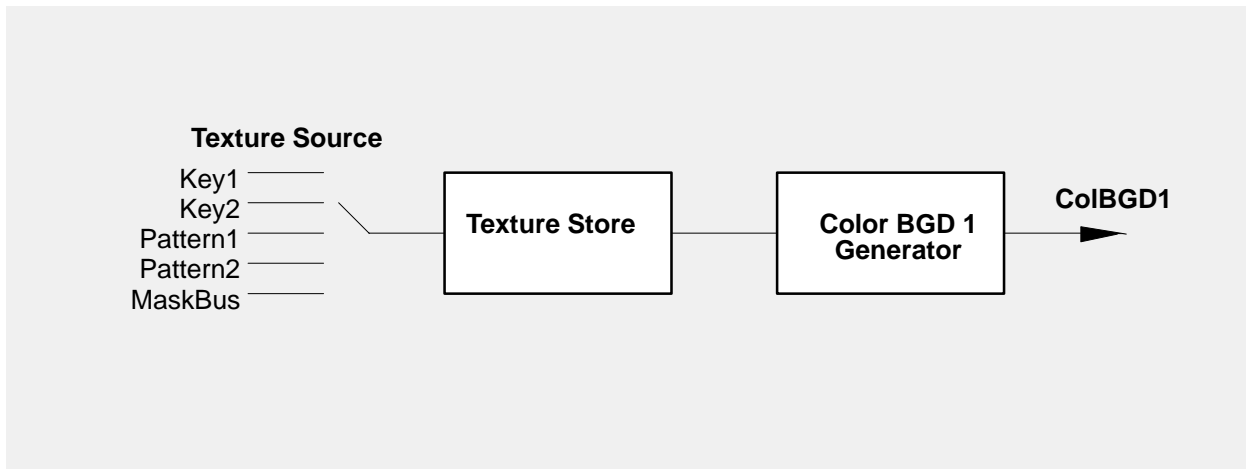 Texture Source
Key1
Key2
Pattern1
Pattern2
MaskBus
Texture Store
Color BGD 1
Generator
ColBGD1